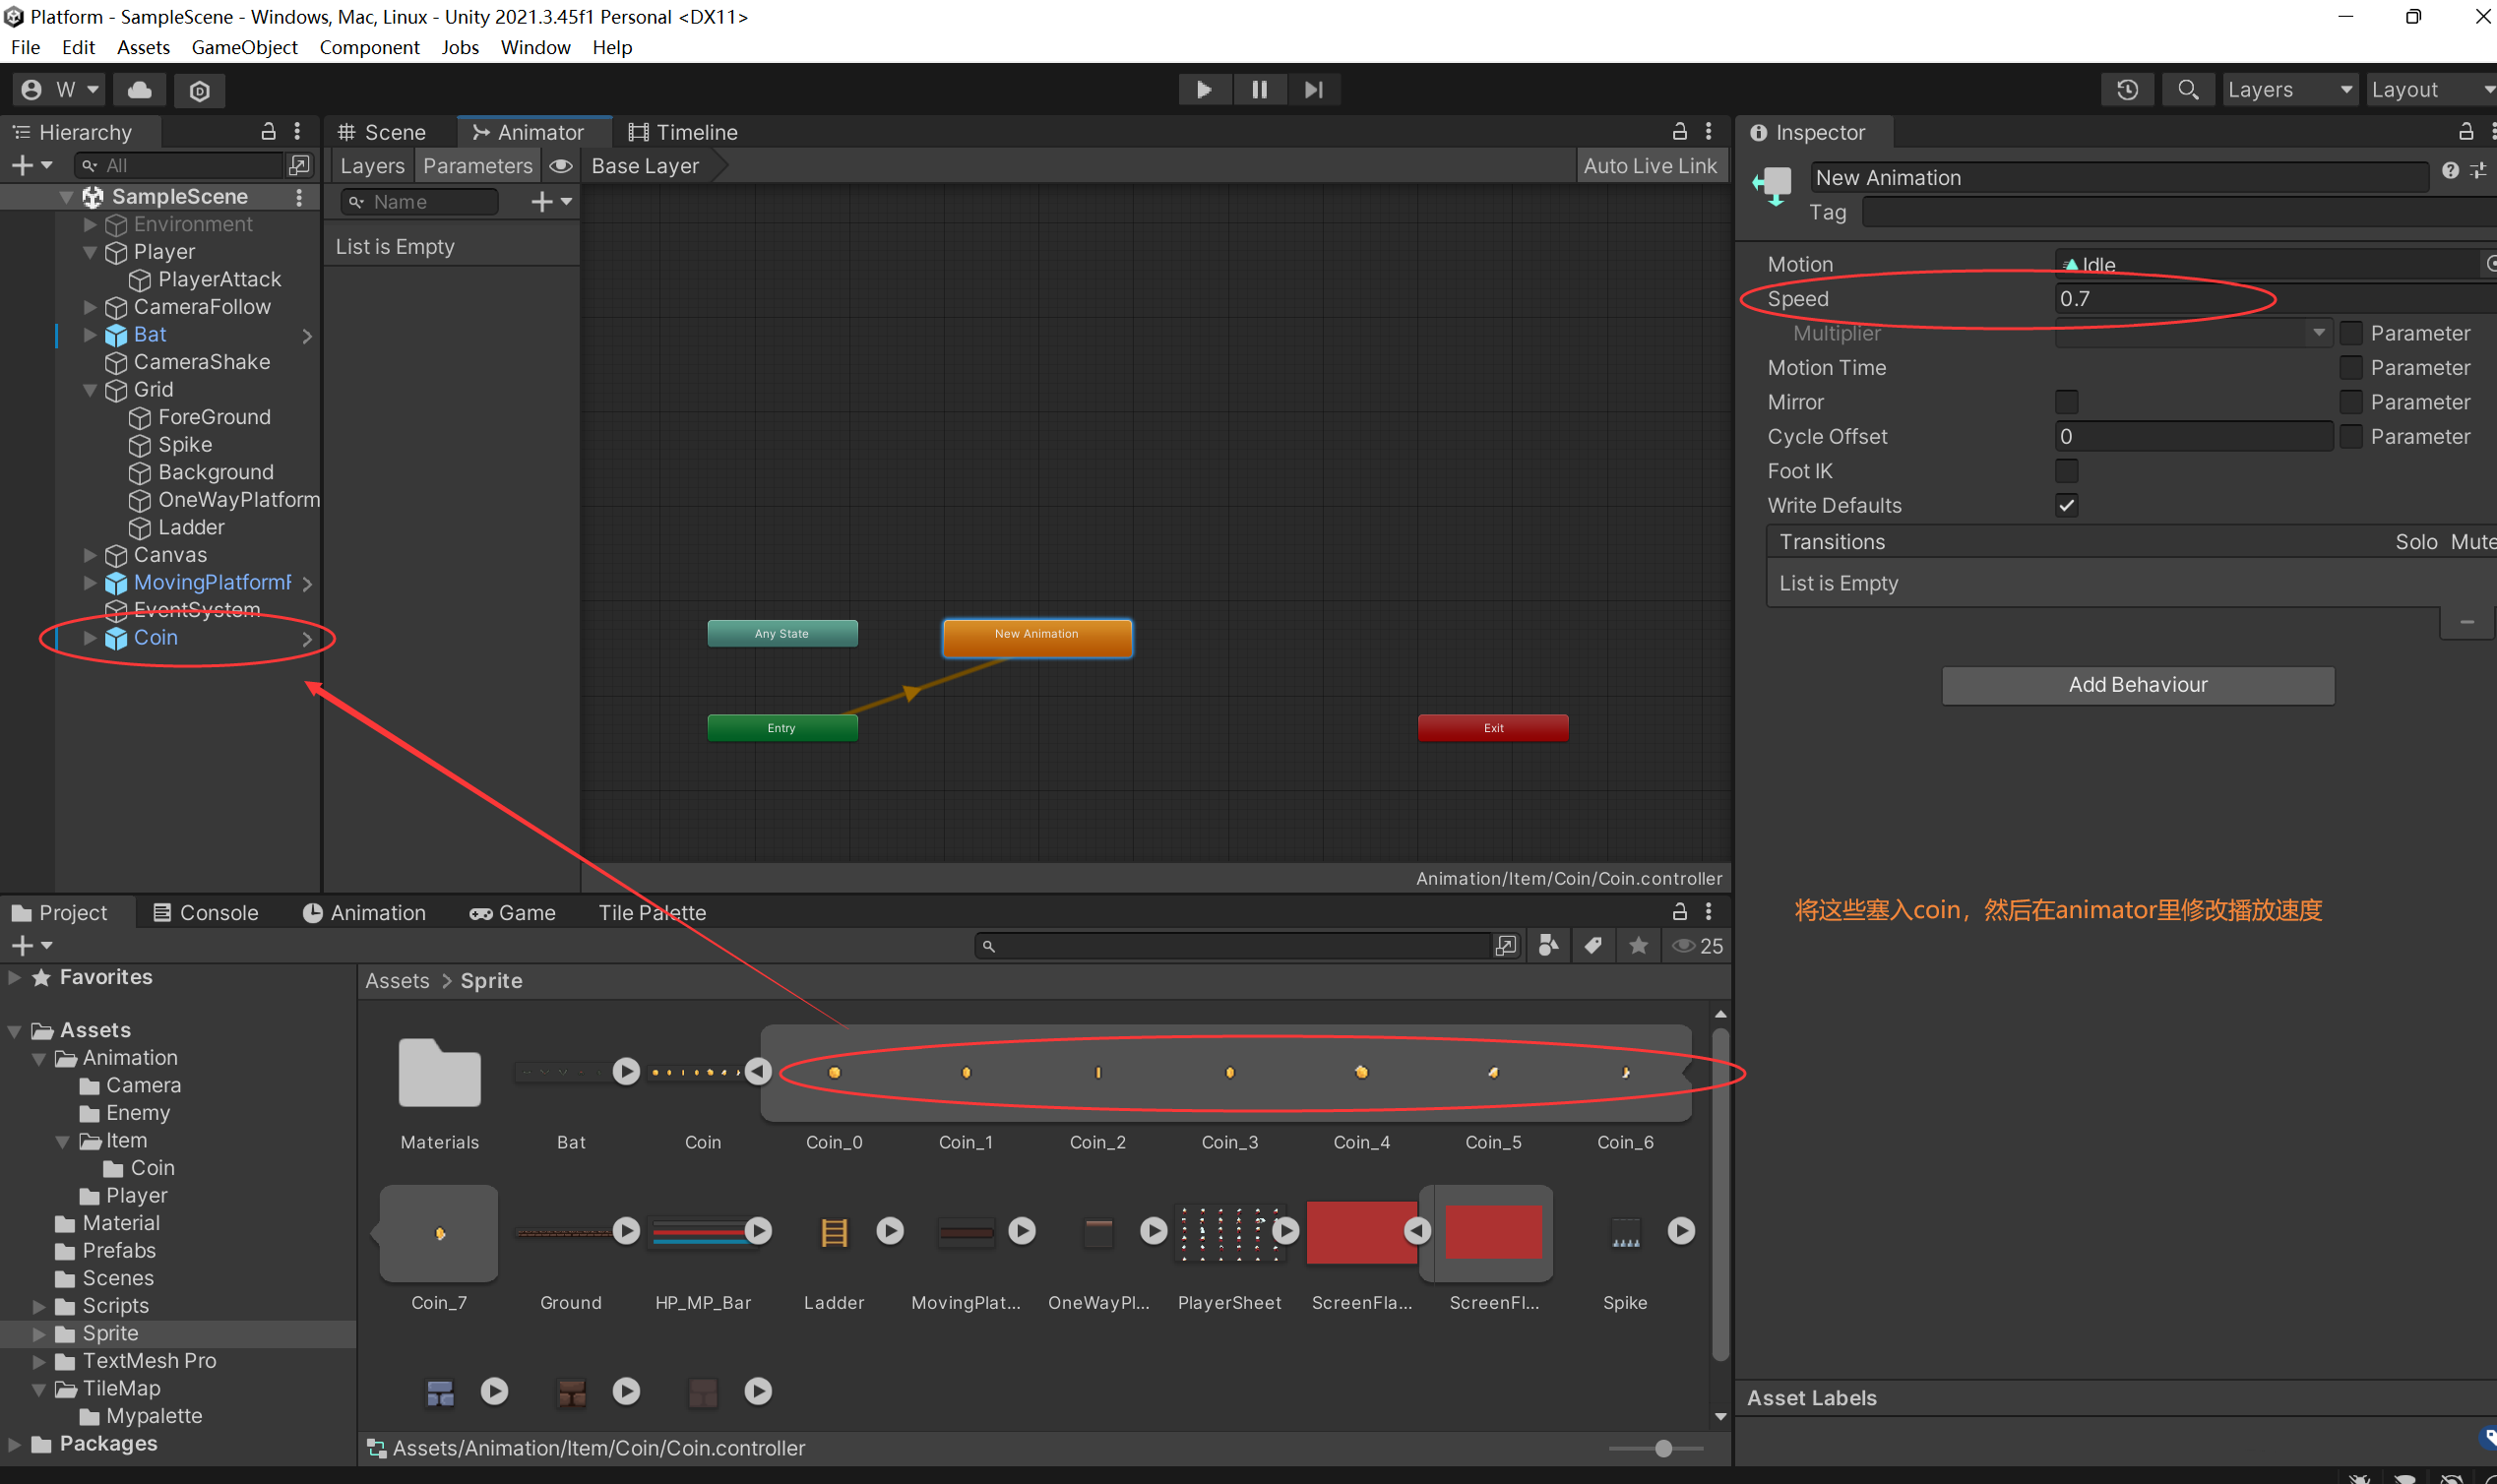 Platform - SampleScene - Windows, Mac, Linux - Unity 2021.3.45f1 Personal <DX11>
File Edit Assets GameObject Component Jobs Window Help
W Layers Layout
Hierarchy Scene Animator Timeline Inspector
All Layers Parameters Base Layer Auto Live Link
New Animation
Tag
Name
List is Empty
SampleScene
Environment
Player
PlayerAttack
CameraFollow
Bat
CameraShake
Grid
ForeGround
Spike
Background
OneWayPlatform
Ladder
Canvas
MovingPlatformF
EventSystem
Coin
Any State
New Animation
Entry
Exit
Animation/Item/Coin/Coin.controller
Motion Idle
Speed 0.7
Multiplier Parameter
Motion Time Parameter
Mirror Parameter
Cycle Offset 0 Parameter
Foot IK
Write Defaults
Transitions Solo Mute
List is Empty
Add Behaviour
将这些塞入coin，然后在animator里修改播放速度
Project Console Animation Game Tile Palette
25
Favorites
Assets
Animation
Camera
Enemy
Item
Coin
Player
Material
Prefabs
Scenes
Scripts
Sprite
TextMesh Pro
TileMap
Mypalette
Packages
Assets > Sprite
Materials Bat Coin Coin_0 Coin_1 Coin_2 Coin_3 Coin_4 Coin_5 Coin_6
Coin_7 Ground HP_MP_Bar Ladder MovingPlat... OneWayPl... PlayerSheet ScreenFla... ScreenFl... Spike
Assets/Animation/Item/Coin/Coin.controller
Asset Labels